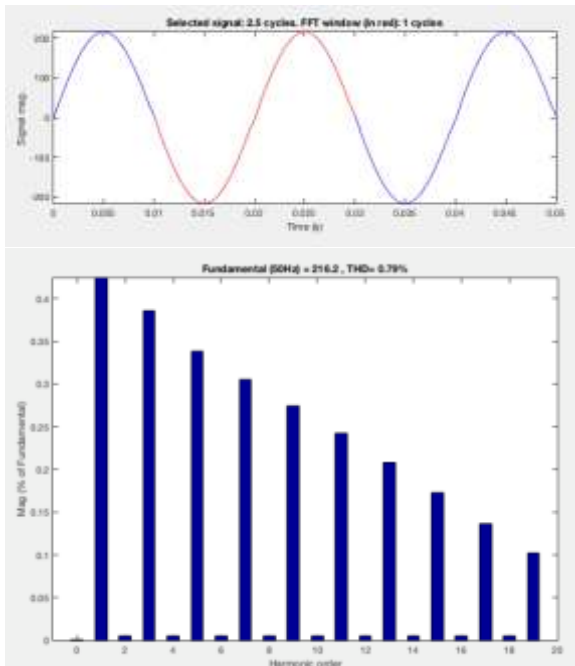 Selected signal: 2.5 cycles. FFT window (in red): 1 cycles
200
100
0
-100
-200
Signal mag.
0 0.005 0.01 0.015 0.02 0.025 0.03 0.035 0.04 0.045 0.05
Time (s)
Fundamental (50Hz) = 216.2 , THD= 0.79%
0.4
0.35
0.3
0.25
0.2
0.15
0.1
0.05
0
Mag (% of Fundamental)
0 2 4 6 8 10 12 14 16 18 20
Harmonic order